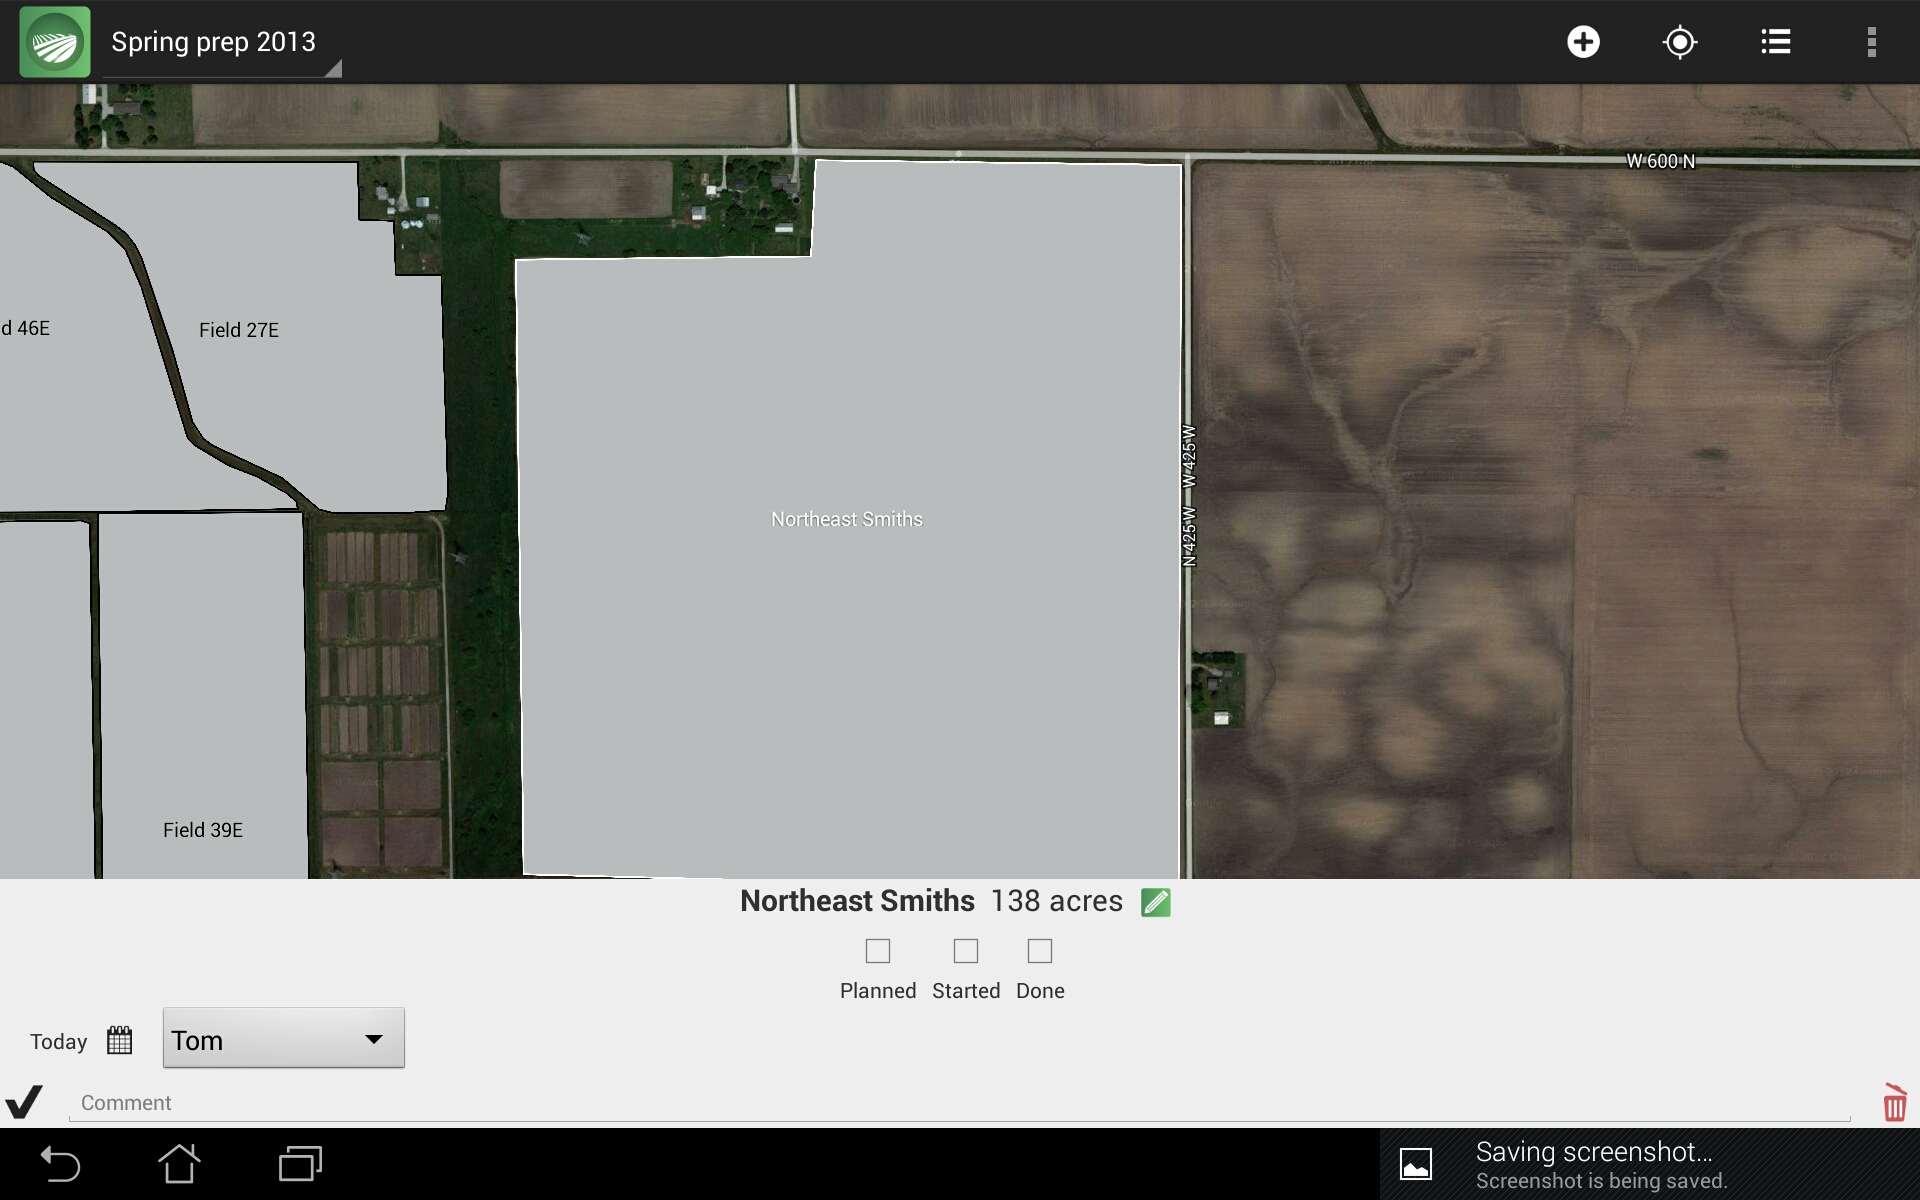 Spring prep 2013
W 600 N
d 46E
Field 27E
Northeast Smiths
W 425 W
N 425 W
Field 39E
Northeast Smiths 138 acres
Planned Started Done
Today Tom
Comment
Saving screenshot...
Screenshot is being saved.